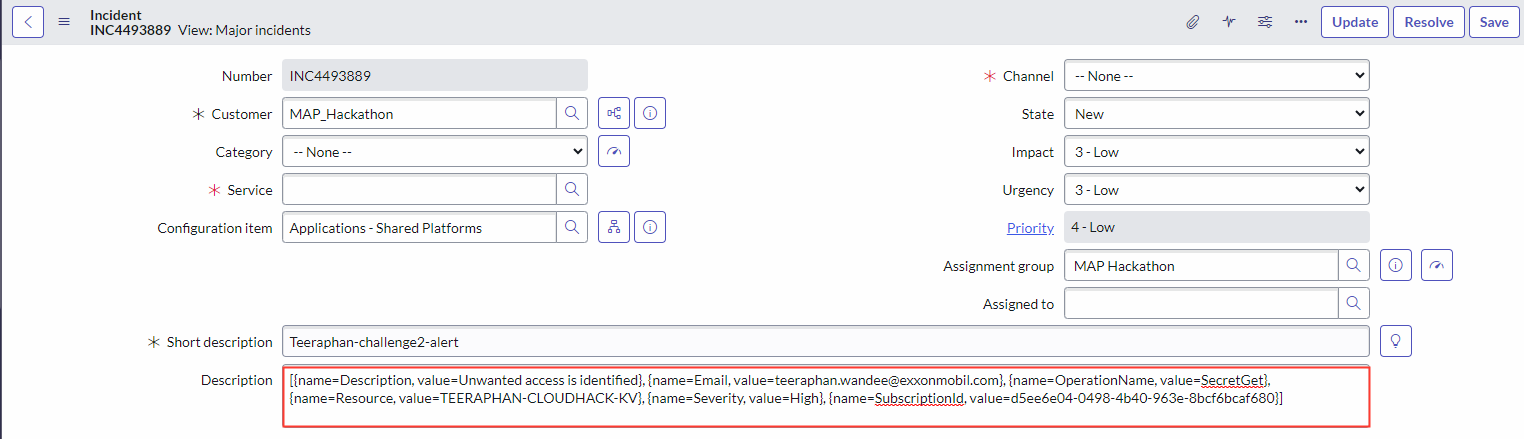 Incident
INC4493889 View: Major incidents
Update
Resolve
Save
Number
INC4493889
Channel
-- None --
Customer
MAP_Hackathon
State
New
Category
-- None --
Impact
3 - Low
Service
Urgency
3 - Low
Configuration item
Applications - Shared Platforms
Priority
4 - Low
Assignment group
MAP Hackathon
Assigned to
Short description
Teeraphan-challenge2-alert
Description
[{name=Description, value=Unwanted access is identified}, {name=Email, value=teeraphan.wandee@exxonmobil.com}, {name=OperationName, value=SecretGet},
{name=Resource, value=TEERAPHAN-CLOUDHACK-KV}, {name=Severity, value=High}, {name=SubscriptionId, value=d5ee6e04-0498-4b40-963e-8bcf6bcaf680}]